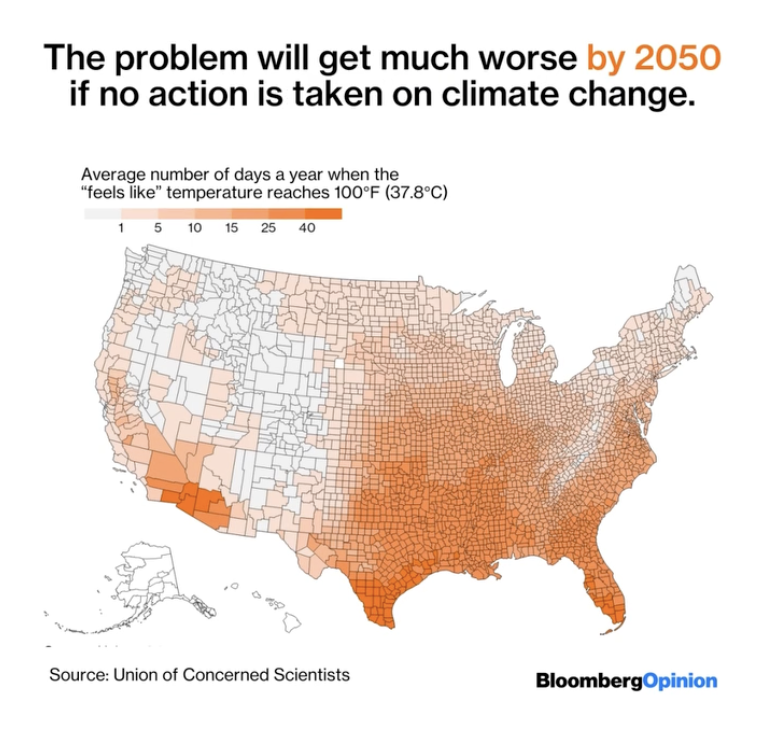 The problem will get much worse by 2050
if no action is taken on climate change.
Average number of days a year when the
“feels like” temperature reaches 100°F (37.8°C)
1 5 10 15 25 40
Source: Union of Concerned Scientists
BloombergOpinion